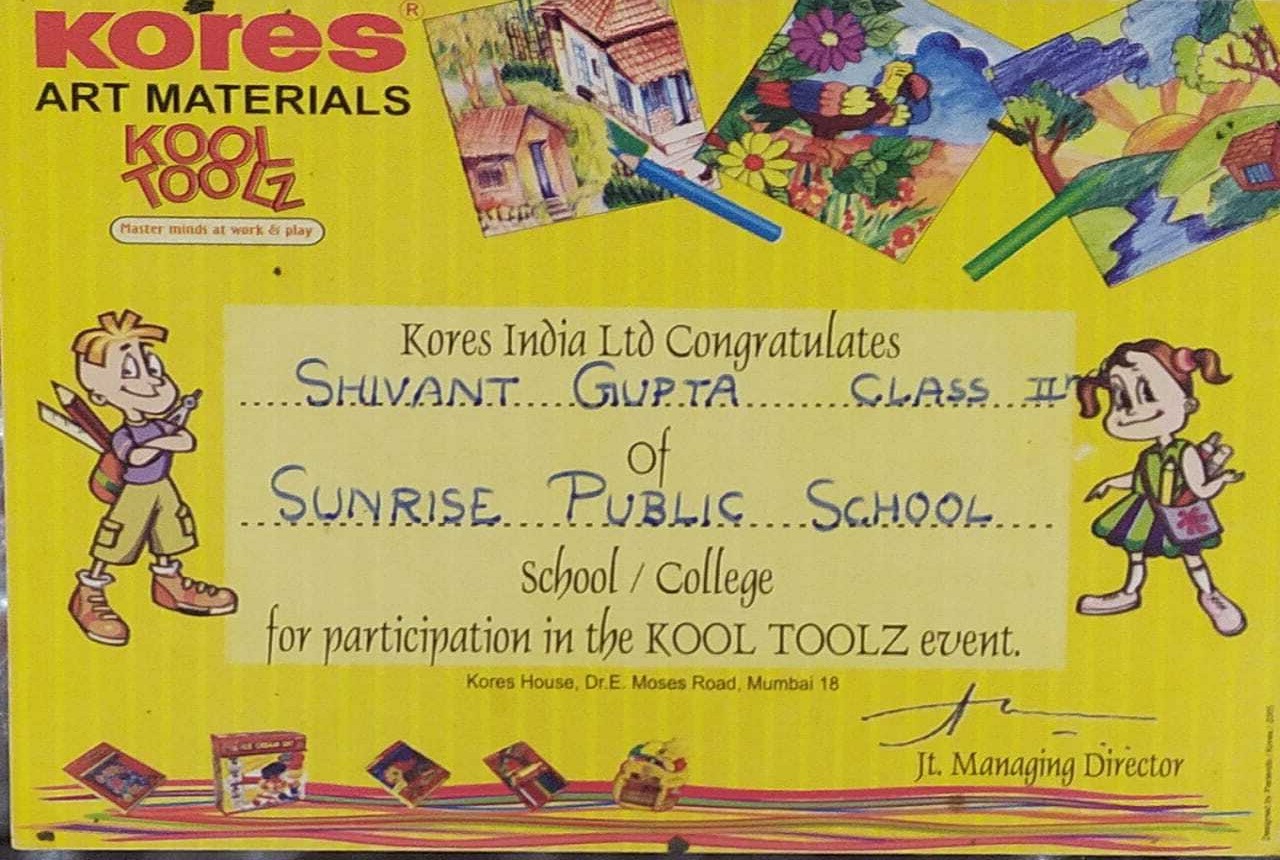 Kores®
ART MATERIALS
KOOL
TOOLZ
Master minds at work & play
Kores India Ltd Congratulates
SHIVANT GUPTA CLASS II
of
SUNRISE PUBLIC SCHOOL
School / College
for participation in the KOOL TOOLZ event.
Kores House, Dr.E. Moses Road, Mumbai 18
Jt. Managing Director